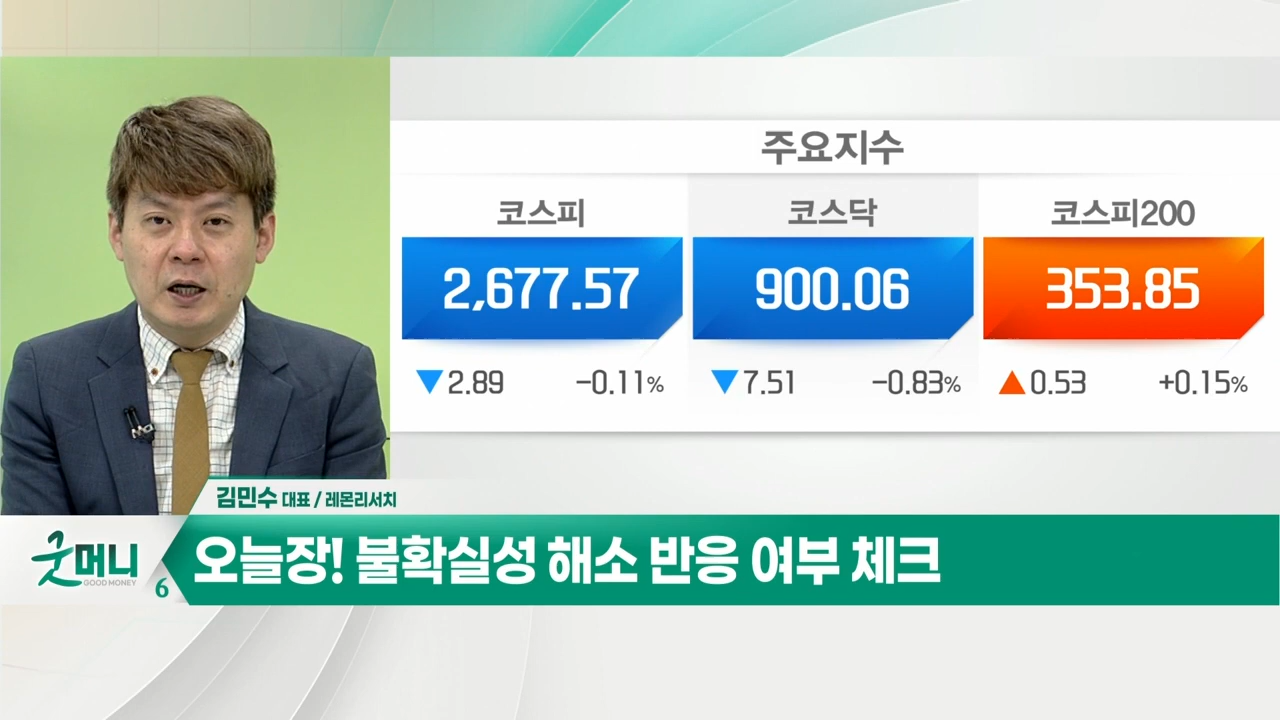 주요지수
코스피 코스닥 코스피200
2,677.57 900.06 353.85
▼2.89 -0.11% ▼7.51 -0.83% ▲0.53 +0.15%
김민수 대표 / 레몬리서치
굿머니
GOOD MONEY
6
오늘장! 불확실성 해소 반응 여부 체크